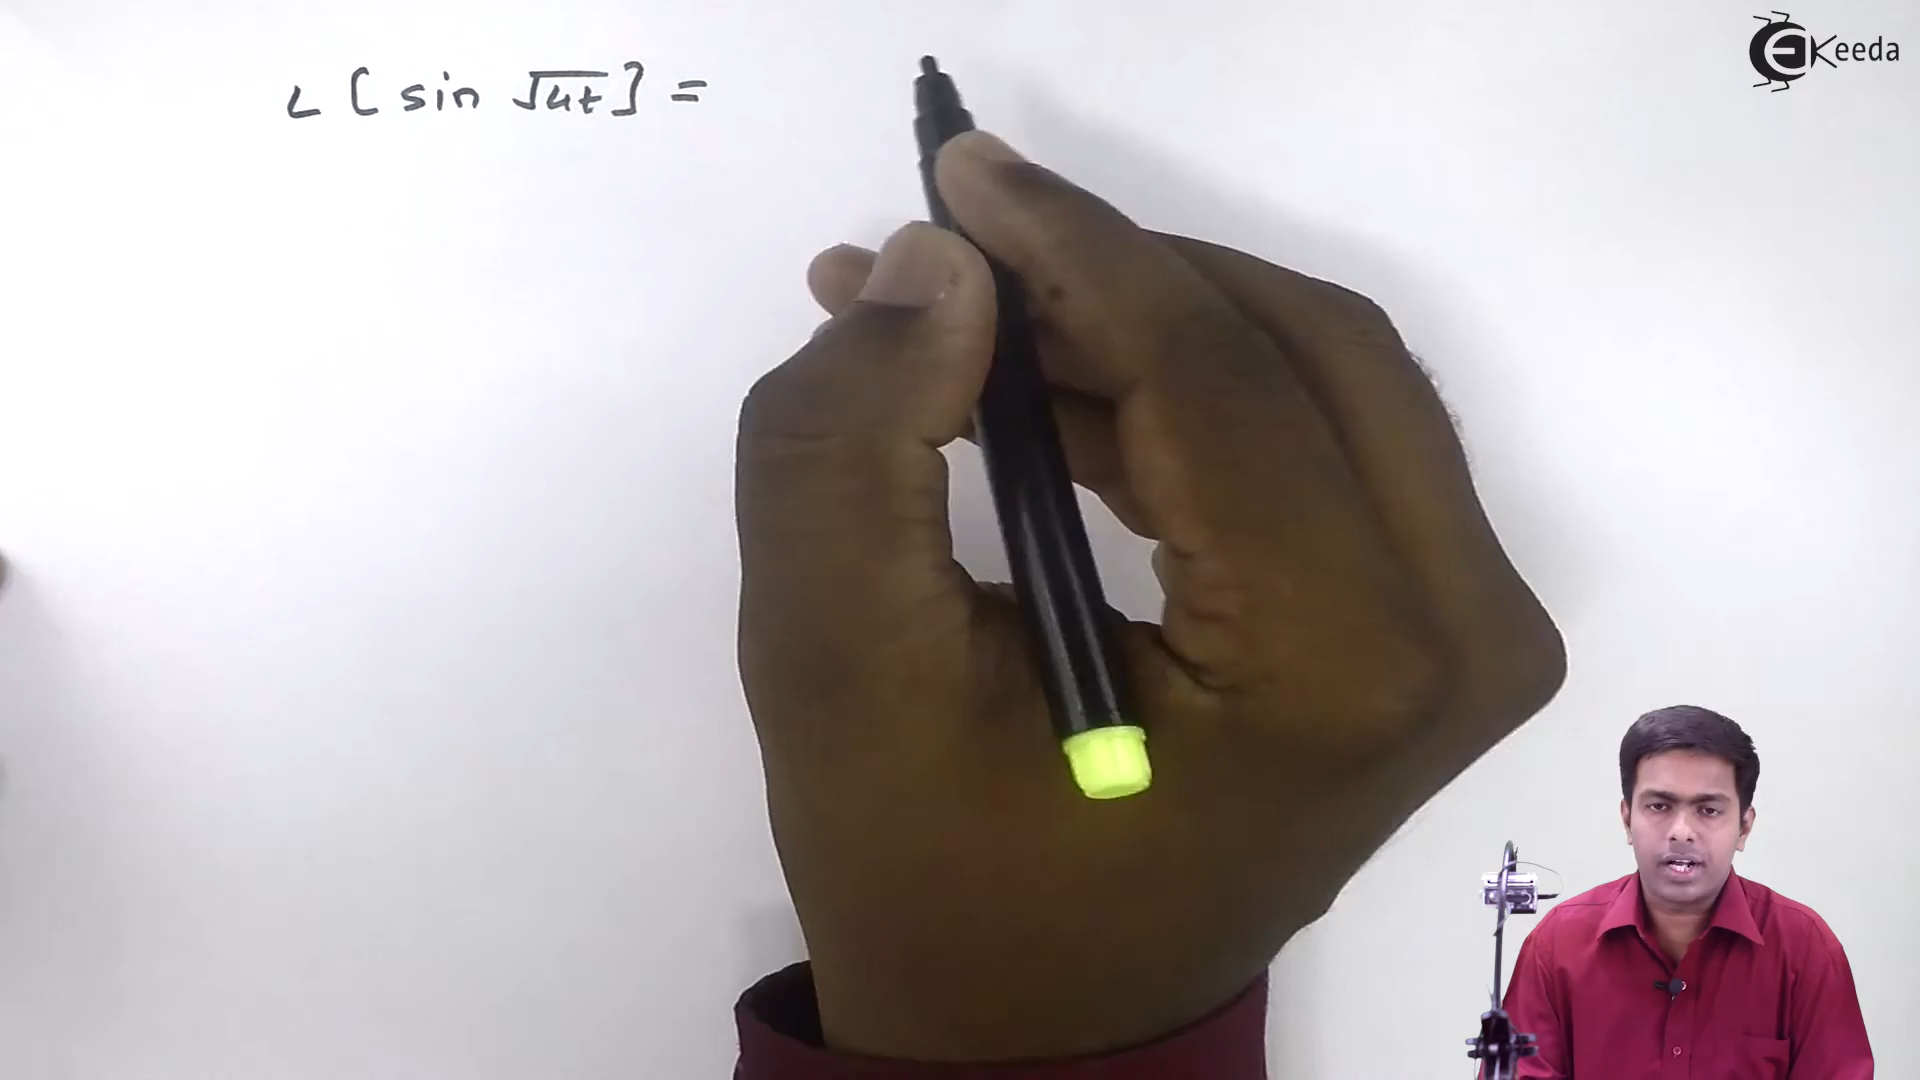 L [ sin √4t ] =
EKeeda